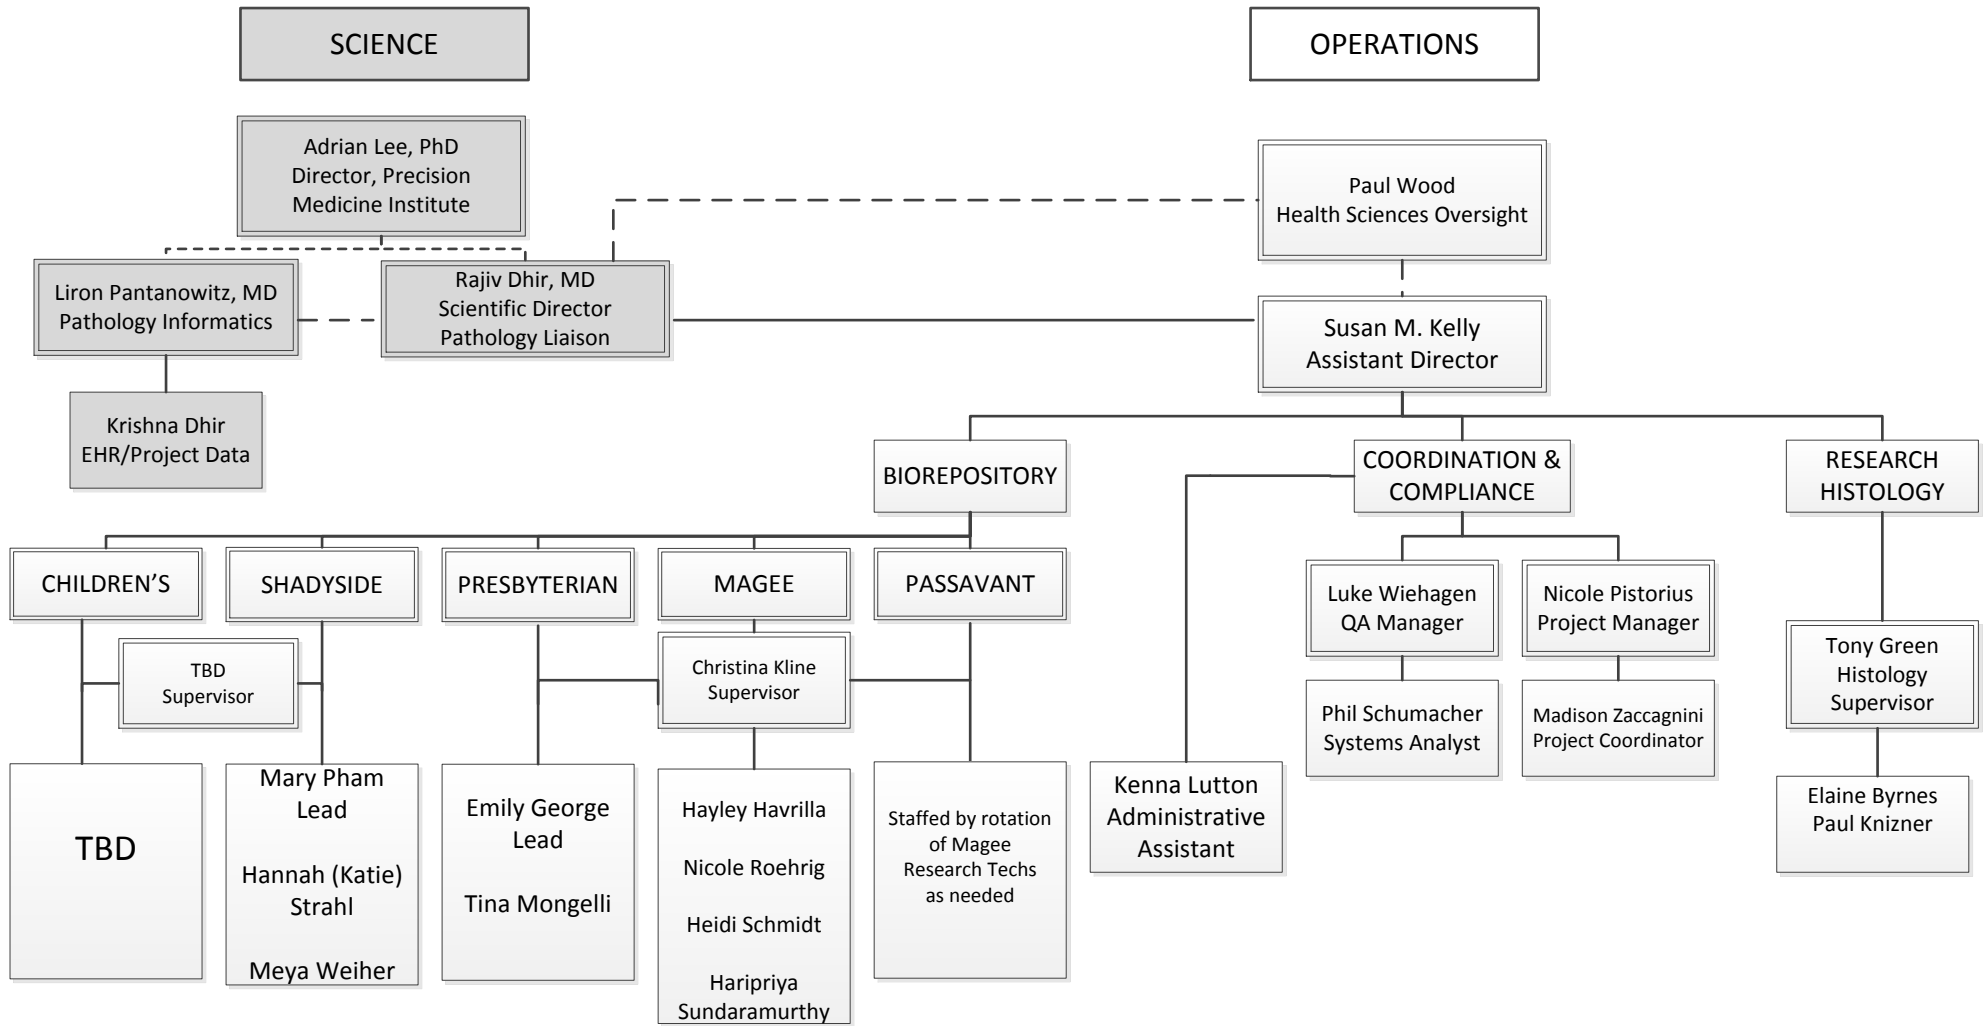 SCIENCE
OPERATIONS
Adrian Lee, PhD
Director, Precision
Medicine Institute
Paul Wood
Health Sciences Oversight
Liron Pantanowitz, MD
Pathology Informatics
Rajiv Dhir, MD
Scientific Director
Pathology Liaison
Susan M. Kelly
Assistant Director
Krishna Dhir
EHR/Project Data
BIOREPOSITORY
COORDINATION &
COMPLIANCE
RESEARCH
HISTOLOGY
CHILDREN’S
SHADYSIDE
PRESBYTERIAN
MAGEE
PASSAVANT
Luke Wiehagen
QA Manager
Nicole Pistorius
Project Manager
TBD
Supervisor
Christina Kline
Supervisor
Tony Green
Histology
Supervisor
Phil Schumacher
Systems Analyst
Madison Zaccagnini
Project Coordinator
TBD
Mary Pham
Lead
Hannah (Katie)
Strahl
Meya Weiher
Emily George
Lead
Tina Mongelli
Hayley Havrilla
Nicole Roehrig
Heidi Schmidt
Haripriya
Sundaramurthy
Staffed by rotation
of Magee
Research Techs
as needed
Kenna Lutton
Administrative
Assistant
Elaine Byrnes
Paul Knizner